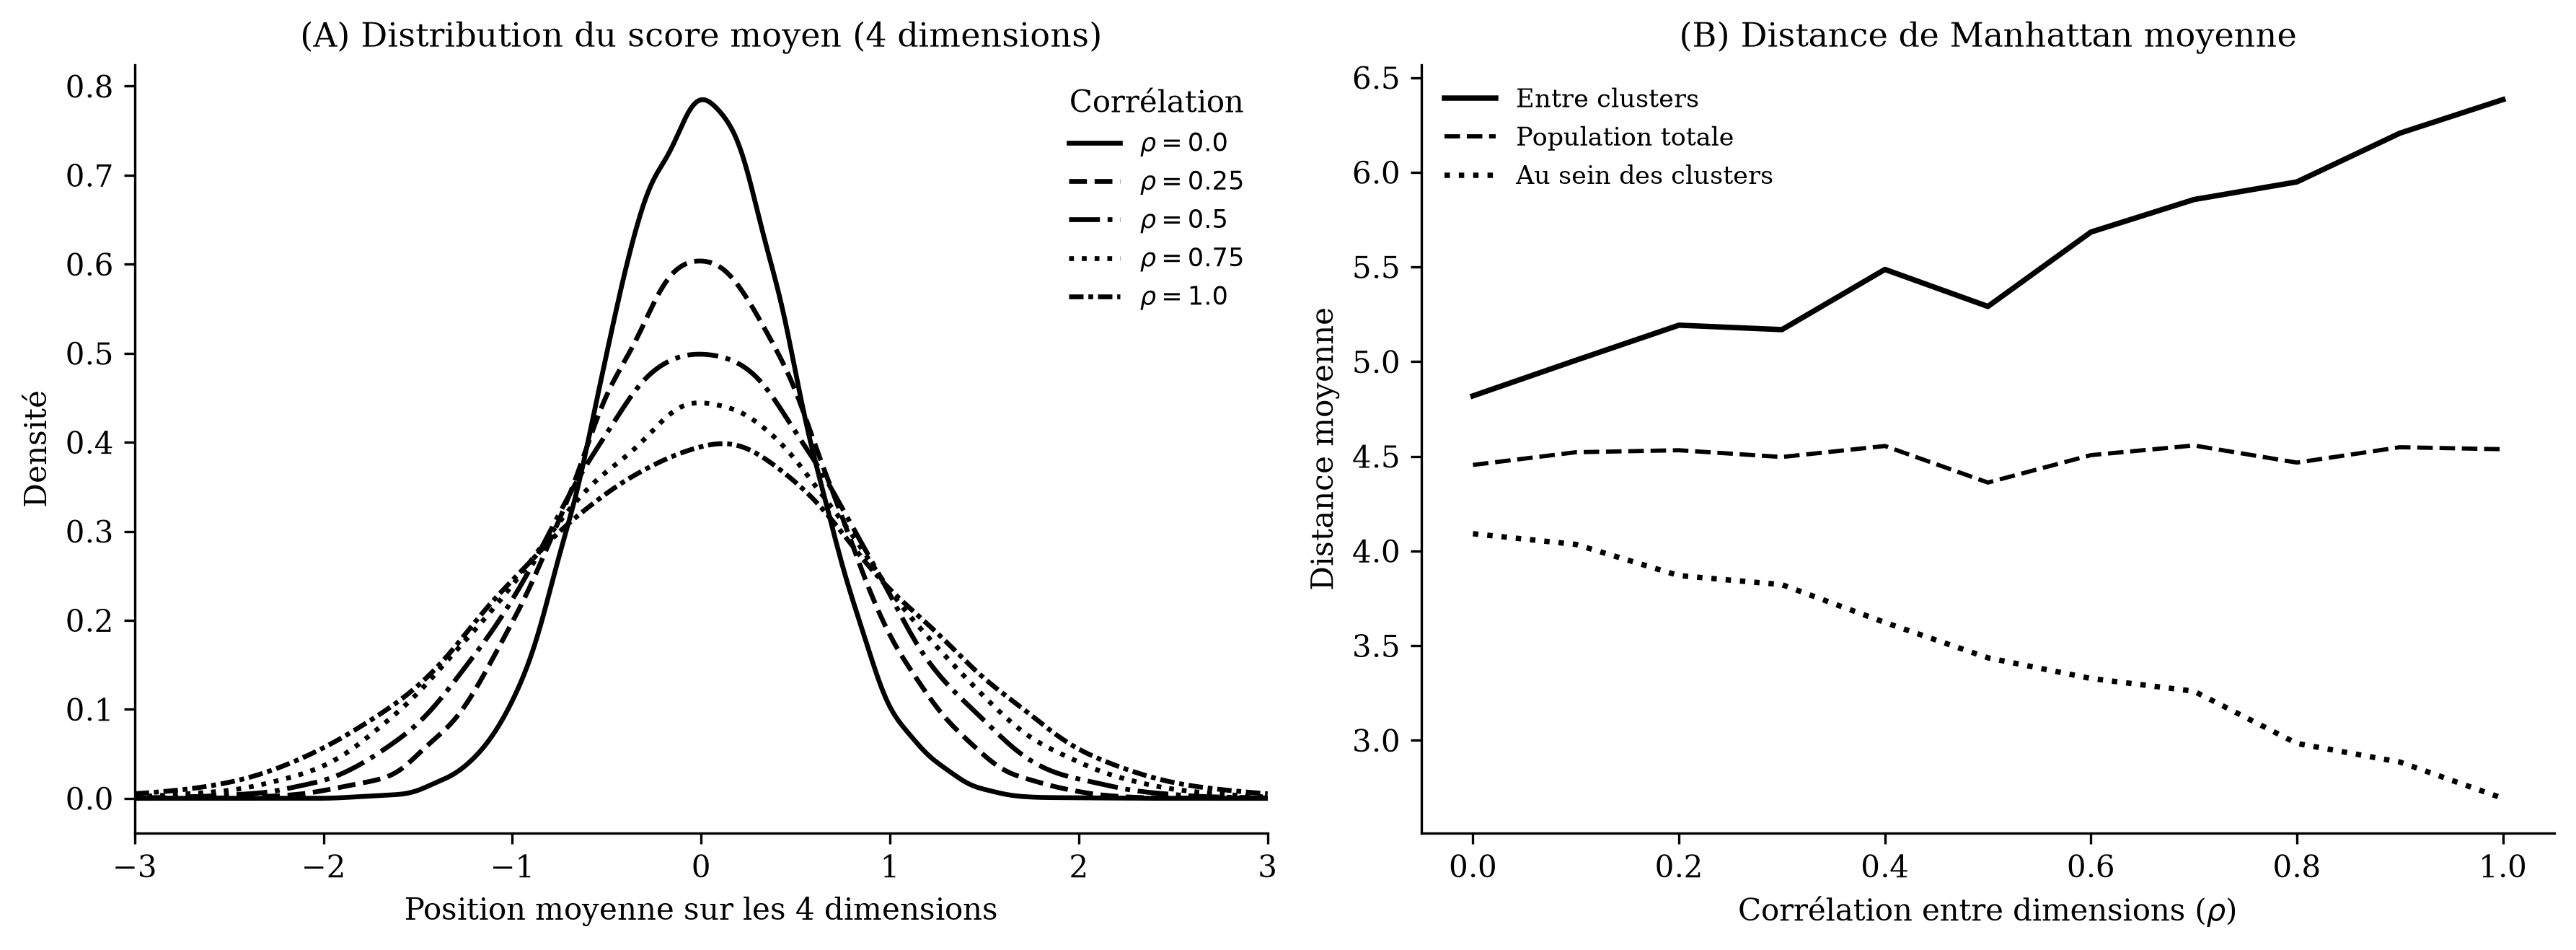 (A) Distribution du score moyen (4 dimensions)
Densité
0.8
0.7
0.6
0.5
0.4
0.3
0.2
0.1
0.0
Corrélation
ρ = 0.0
ρ = 0.25
ρ = 0.5
ρ = 0.75
ρ = 1.0
−3 −2 −1 0 1 2 3
Position moyenne sur les 4 dimensions
(B) Distance de Manhattan moyenne
Distance moyenne
6.5
6.0
5.5
5.0
4.5
4.0
3.5
3.0
Entre clusters
Population totale
Au sein des clusters
0.0 0.2 0.4 0.6 0.8 1.0
Corrélation entre dimensions (ρ)